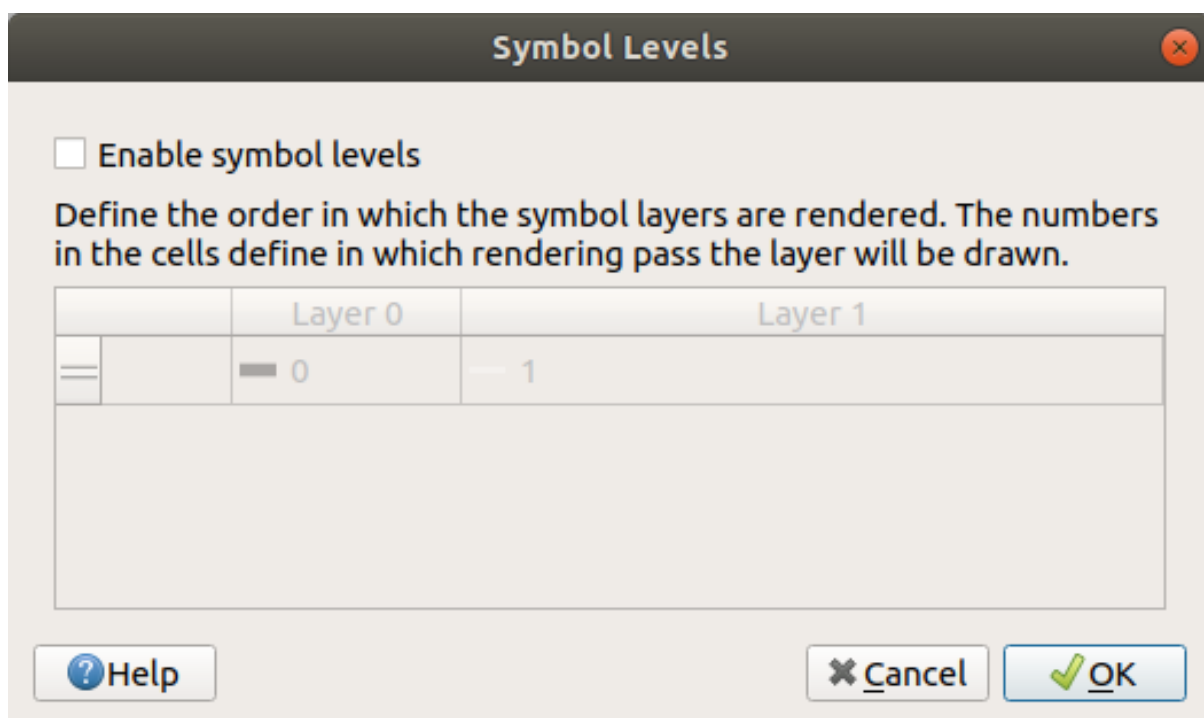 Symbol Levels
Enable symbol levels
Define the order in which the symbol layers are rendered. The numbers
in the cells define in which rendering pass the layer will be drawn.
Layer 0 Layer 1
0 1
Help Cancel OK